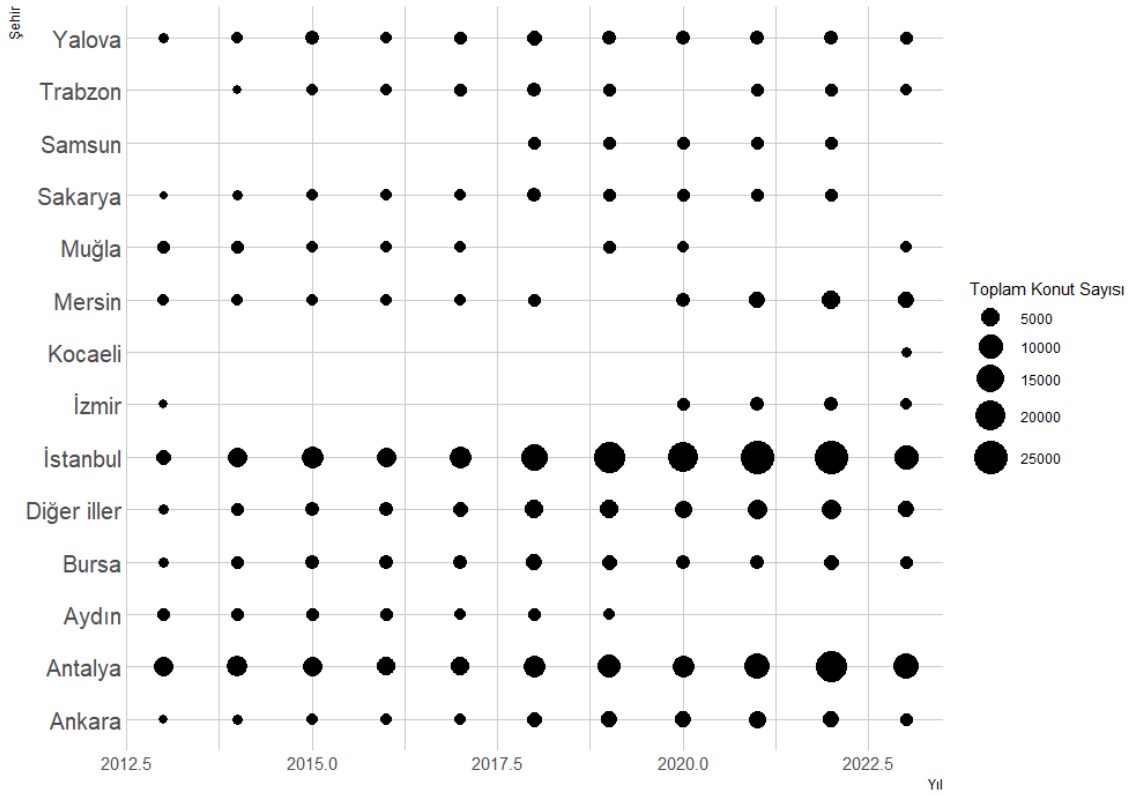 Şehir
Yalova
Trabzon
Samsun
Sakarya
Muğla
Mersin
Kocaeli
İzmir
İstanbul
Diğer iller
Bursa
Aydın
Antalya
Ankara
2012.5 2015.0 2017.5 2020.0 2022.5
Yıl
Toplam Konut Sayısı
5000
10000
15000
20000
25000